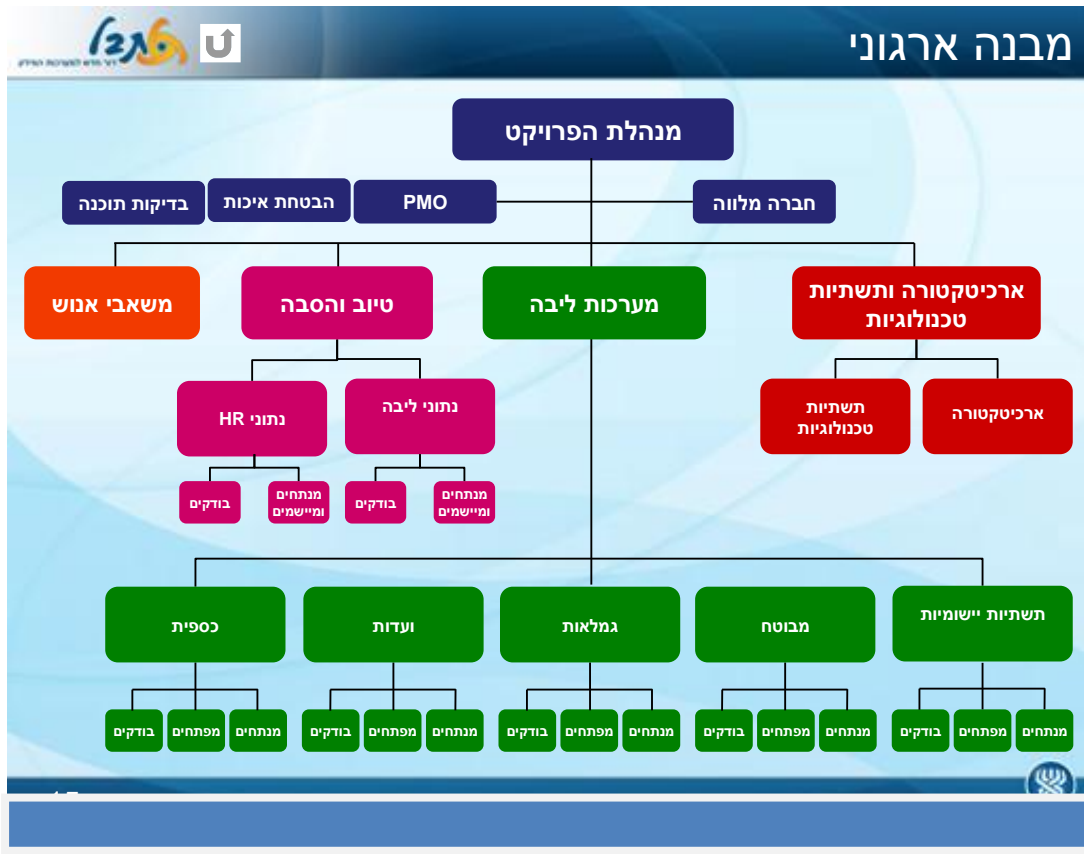 מבנה ארגוני
תבל
מנהלת הפרויקט
חברה מלווה
PMO
הבטחת איכות
בדיקות תוכנה
ארכיטקטורה ותשתיות
טכנולוגיות
מערכות ליבה
טיוב והסבה
משאבי אנוש
ארכיטקטורה
תשתיות
טכנולוגיות
נתוני ליבה
נתוני HR
מנתחים
ומיישמים
בודקים
מנתחים
ומיישמים
בודקים
תשתיות יישומיות
מבוטח
גמלאות
ועדות
כספית
מנתחים
מפתחים
בודקים
מנתחים
מפתחים
בודקים
מנתחים
מפתחים
בודקים
מנתחים
מפתחים
בודקים
מנתחים
מפתחים
בודקים